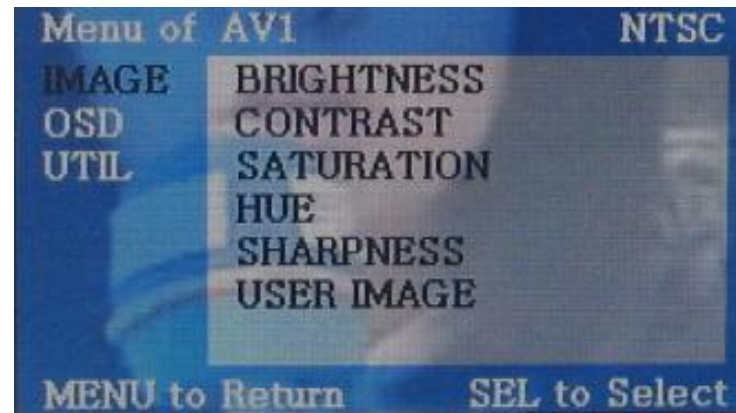 Menu of AV1 NTSC
IMAGE BRIGHTNESS
OSD CONTRAST
UTIL SATURATION
HUE
SHARPNESS
USER IMAGE
MENU to Return SEL to Select